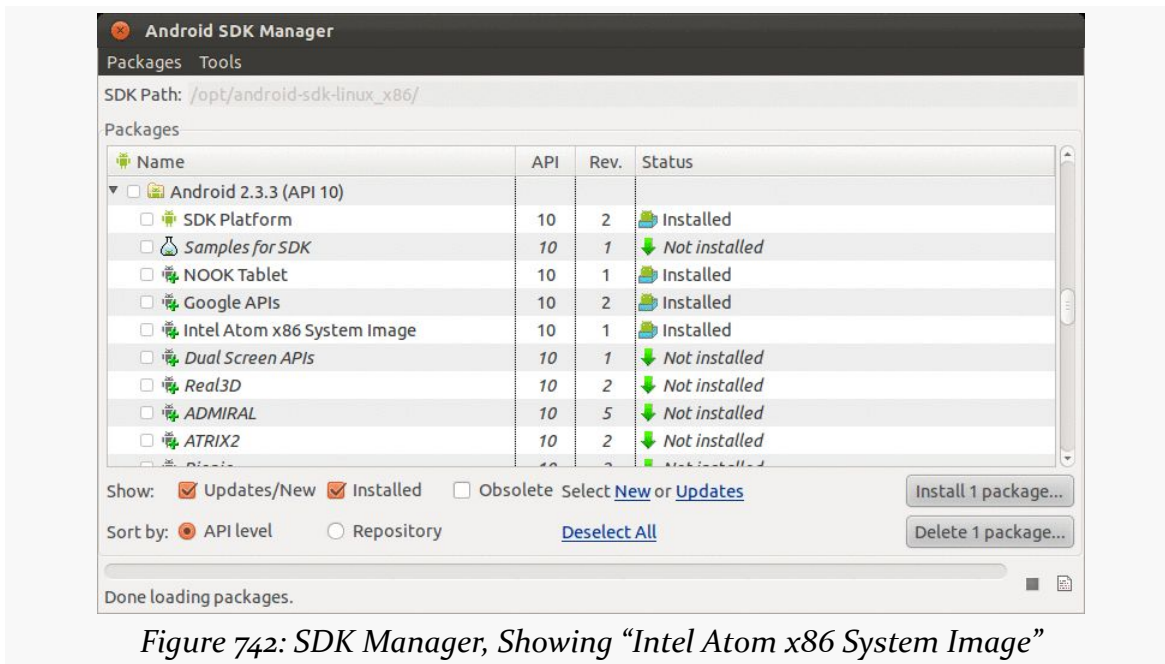 Android SDK Manager
Packages Tools
SDK Path: /opt/android-sdk-linux_x86/
Packages
Name API Rev. Status
Android 2.3.3 (API 10)
SDK Platform 10 2 Installed
Samples for SDK 10 1 Not installed
NOOK Tablet 10 1 Installed
Google APIs 10 2 Installed
Intel Atom x86 System Image 10 1 Installed
Dual Screen APIs 10 1 Not installed
Real3D 10 2 Not installed
ADMIRAL 10 5 Not installed
ATRIX2 10 2 Not installed
Show: Updates/New Installed Obsolete Select New or Updates Install 1 package...
Sort by: API level Repository Deselect All Delete 1 package...
Done loading packages.
Figure 742: SDK Manager, Showing “Intel Atom x86 System Image”